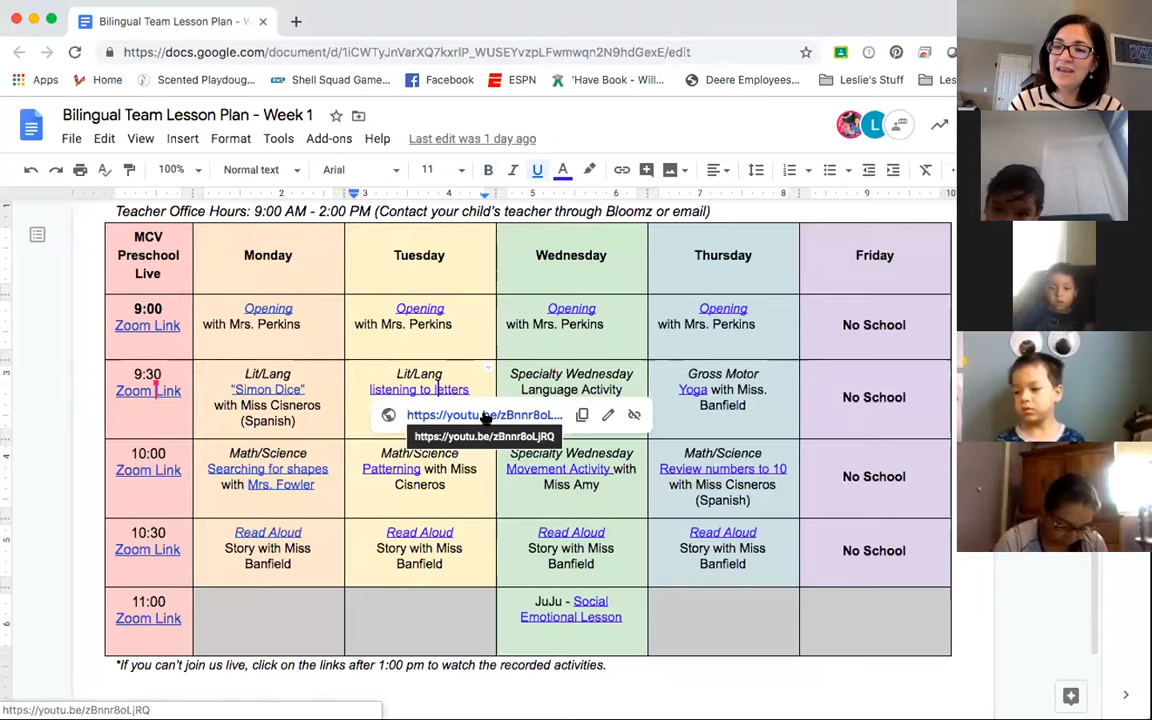 Bilingual Team Lesson Plan - W
https://docs.google.com/document/d/1iCWTyJnVarXQ7kxrlP_WUSEYvzpLFwmwqn2N9hdGexE/edit
Apps
Home
Scented Playdoug...
Shell Squad Game...
Facebook
ESPN
'Have Book - Will...
Deere Employees...
Leslie's Stuff
Les
Bilingual Team Lesson Plan - Week 1
L
File Edit View Insert Format Tools Add-ons Help Last edit was 1 day ago
100% Normal text Arial 11 B I U A
2 3 4 5 6 7 8 9 10
Teacher Office Hours: 9:00 AM - 2:00 PM (Contact your child's teacher through Bloomz or email)
MCV
Preschool
Live
Monday
Tuesday
Wednesday
Thursday
Friday
9:00
Zoom Link
Opening
with Mrs. Perkins
Opening
with Mrs. Perkins
Opening
with Mrs. Perkins
Opening
with Mrs. Perkins
No School
9:30
Zoom Link
Lit/Lang
"Simon Dice"
with Miss Cisneros
(Spanish)
Lit/Lang
listening to letters
https://youtu.be/zBnnr8oL...
https://youtu.be/zBnnr8oLjRQ
Specialty Wednesday
Language Activity
Gross Motor
Yoga with Miss.
Banfield
No School
10:00
Zoom Link
Math/Science
Searching for shapes
with Mrs. Fowler
Math/Science
Patterning with Miss
Cisneros
Specialty Wednesday
Movement Activity with
Miss Amy
Math/Science
Review numbers to 10
with Miss Cisneros
(Spanish)
No School
10:30
Zoom Link
Read Aloud
Story with Miss
Banfield
Read Aloud
Story with Miss
Banfield
Read Aloud
Story with Miss
Banfield
Read Aloud
Story with Miss
Banfield
No School
11:00
Zoom Link
JuJu - Social
Emotional Lesson
*If you can't join us live, click on the links after 1:00 pm to watch the recorded activities.
https://youtu.be/zBnnr8oLjRQ